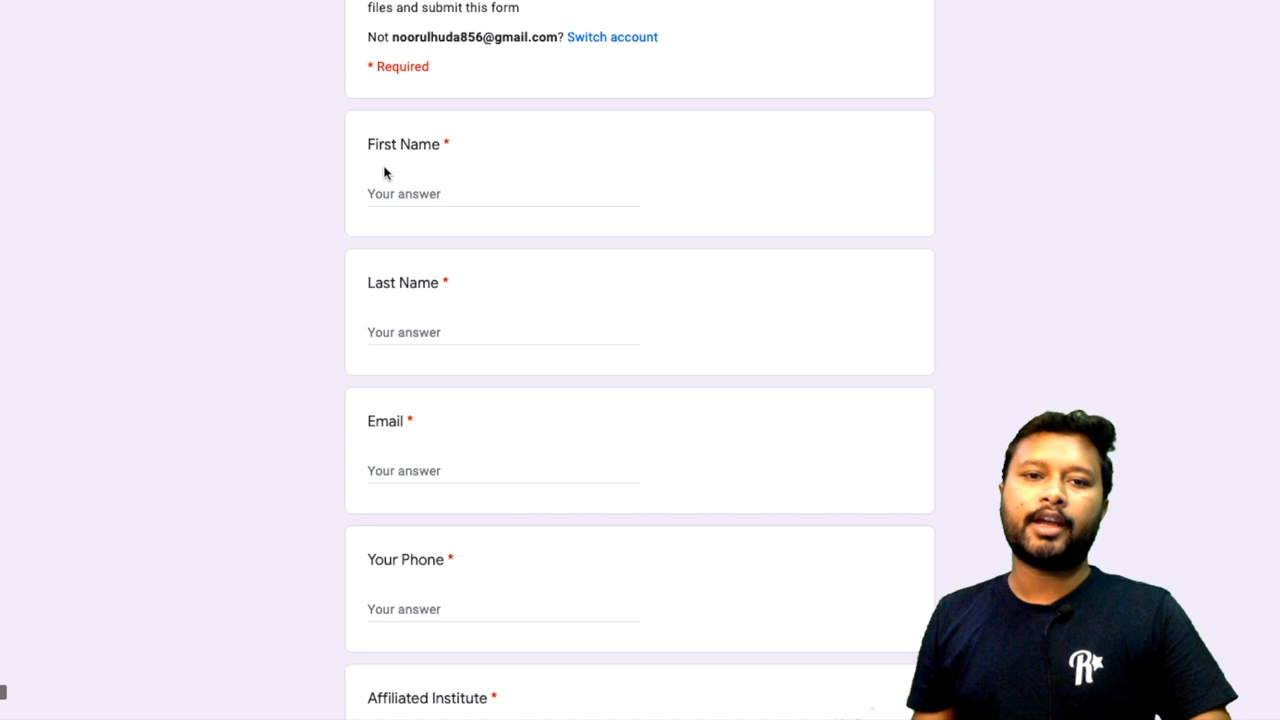 files and submit this form
Not noorulhuda856@gmail.com? Switch account
* Required
First Name *
Your answer
Last Name *
Your answer
Email *
Your answer
Your Phone *
Your answer
Affiliated Institute *
R